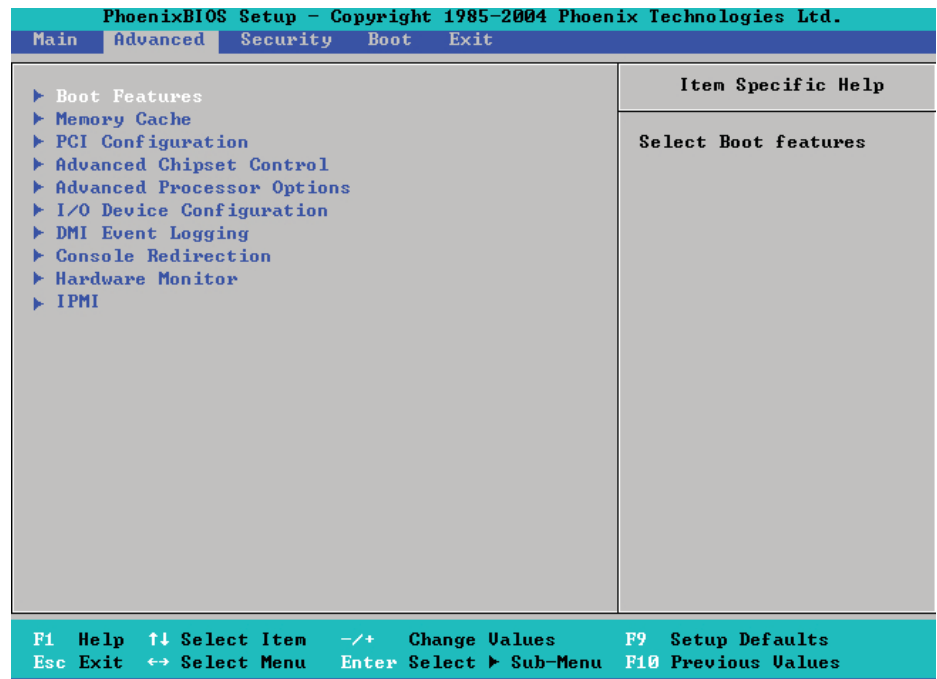 PhoenixBIOS Setup - Copyright 1985-2004 Phoenix Technologies Ltd.
Main Advanced Security Boot Exit
Item Specific Help
Select Boot features
▶ Boot Features
▶ Memory Cache
▶ PCI Configuration
▶ Advanced Chipset Control
▶ Advanced Processor Options
▶ I/O Device Configuration
▶ DMI Event Logging
▶ Console Redirection
▶ Hardware Monitor
▶ IPMI
F1 Help ↑↓ Select Item -/+ Change Values F9 Setup Defaults
Esc Exit ↔ Select Menu Enter Select ▶ Sub-Menu F10 Previous Values